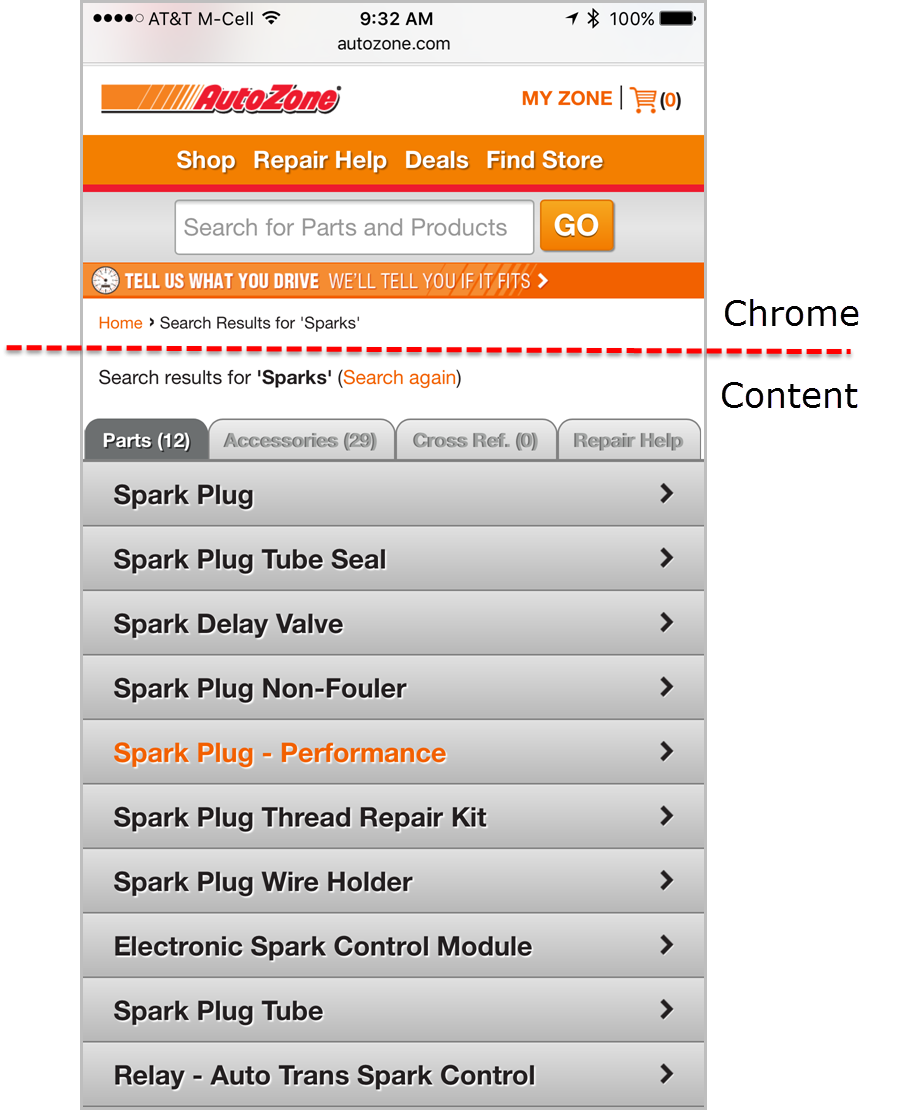 AT&T M-Cell 9:32 AM 100%
autozone.com
AutoZone MY ZONE | (0)
Shop Repair Help Deals Find Store
Search for Parts and Products GO
TELL US WHAT YOU DRIVE WE'LL TELL YOU IF IT FITS
Home › Search Results for 'Sparks'
Chrome
Search results for 'Sparks' (Search again)
Content
Parts (12) Accessories (29) Cross Ref. (0) Repair Help
Spark Plug
Spark Plug Tube Seal
Spark Delay Valve
Spark Plug Non-Fouler
Spark Plug - Performance
Spark Plug Thread Repair Kit
Spark Plug Wire Holder
Electronic Spark Control Module
Spark Plug Tube
Relay - Auto Trans Spark Control